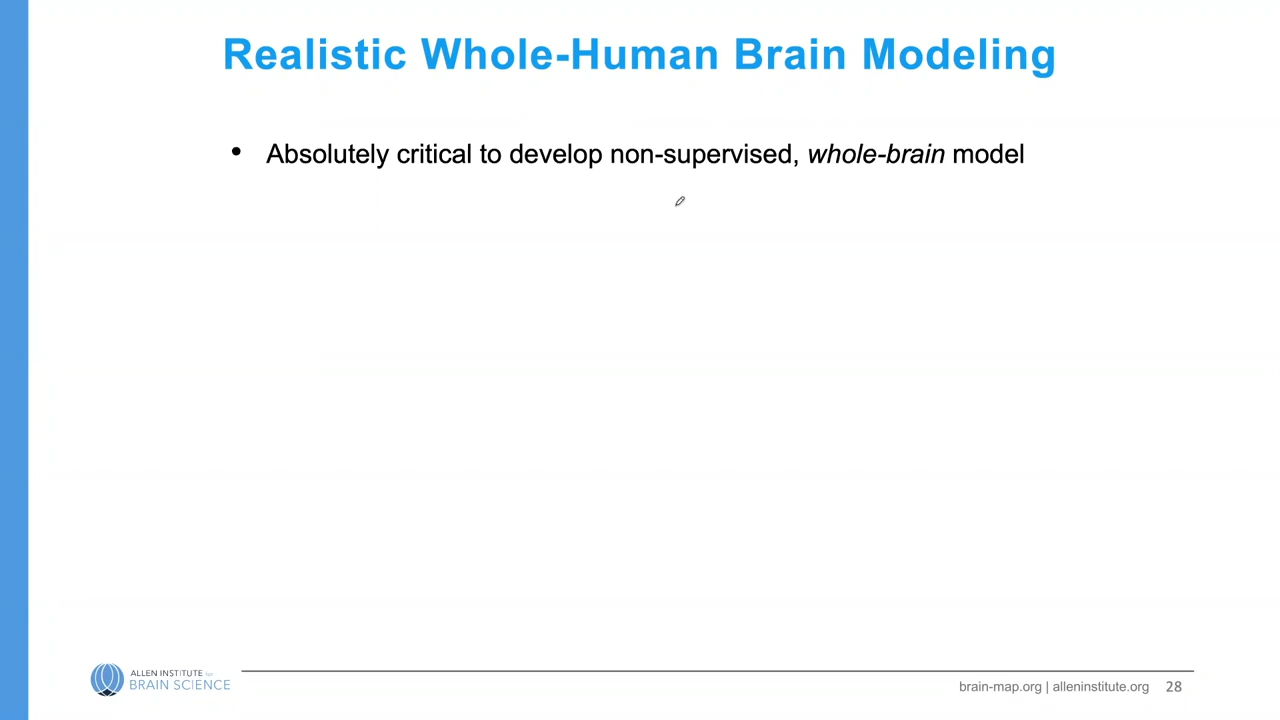 Realistic Whole-Human Brain Modeling
• Absolutely critical to develop non-supervised, whole-brain model
ALLEN INSTITUTE for
BRAIN SCIENCE
brain-map.org | alleninstitute.org 28